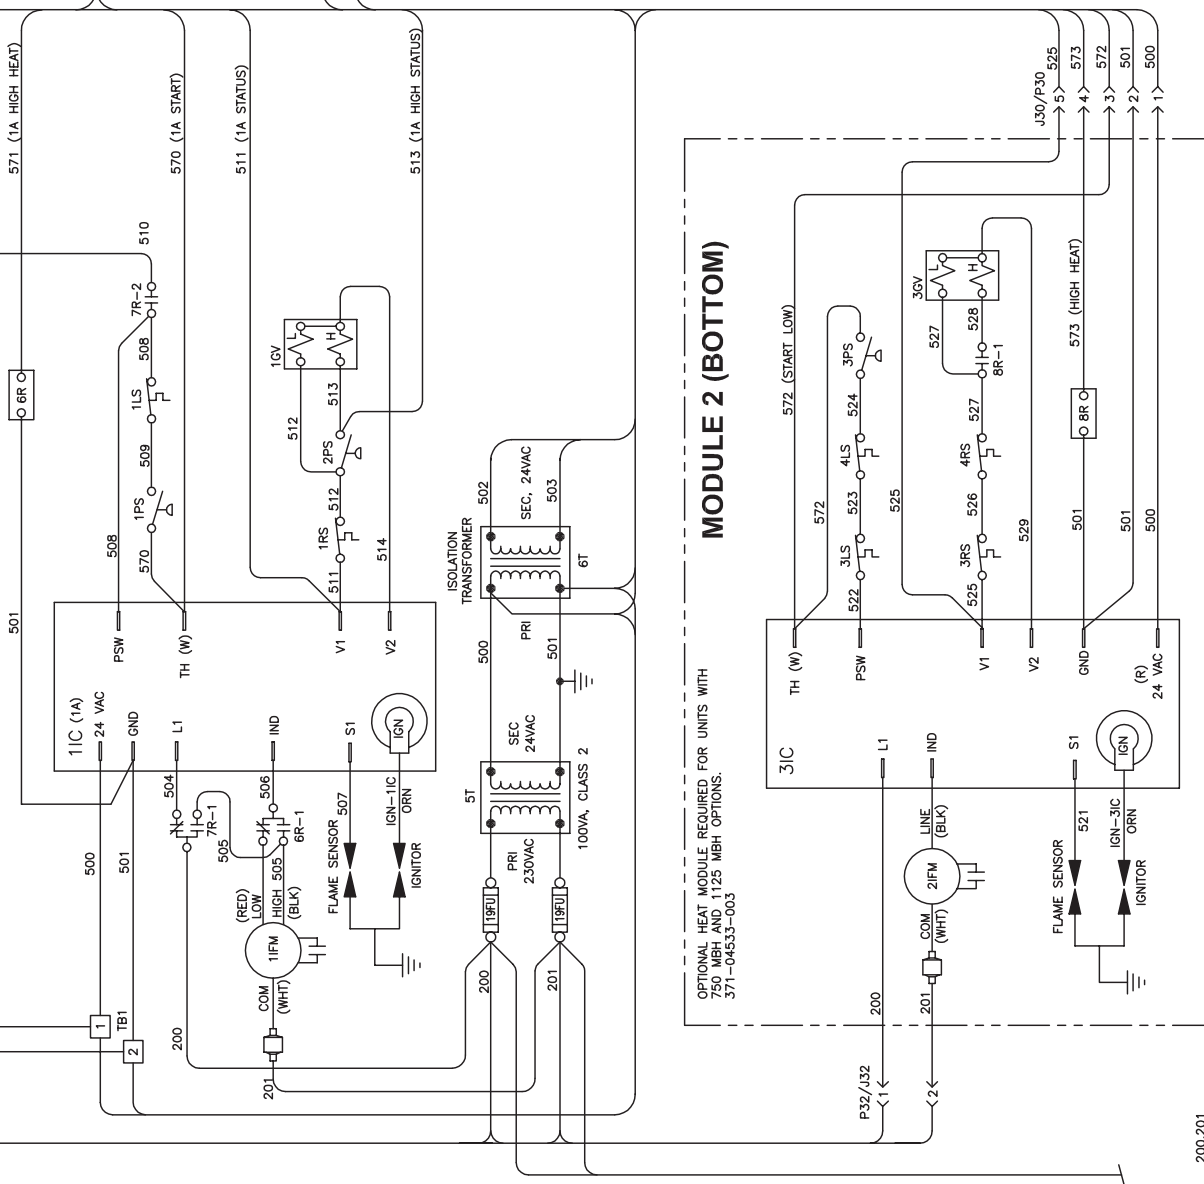 571 (1A HIGH HEAT)
570 (1A START)
511 (1A STATUS)
513 (1A HIGH STATUS)
510
6R
7R-2
508
1LS
509
1PS
508
570
501
1GV
L
H
512
513
2PS
512
1RS
511
514
PSW
TH (W)
V1
V2
1IC (1A)
24 VAC
GND
L1
IND
S1
IGN
500
501
504
7R-1
505
506
6R-1
505
(RED)
LOW
HIGH
(BLK)
1IFM
COM
(WHT)
507
FLAME SENSOR
IGN-1IC
ORN
IGNITOR
1
TB1
2
200
201
502
SEC, 24VAC
503
ISOLATION
TRANSFORMER
6T
PRI
500
501
SEC
24VAC
5T
100VA, CLASS 2
PRI
230VAC
19FU
19FU
200
201
J30/P30
525
573
572
501
500
5
4
3
2
1
MODULE 2 (BOTTOM)
OPTIONAL HEAT MODULE REQUIRED FOR UNITS WITH
750 MBH AND 1125 MBH OPTIONS.
371-04533-003
572 (START LOW)
572
3PS
524
4LS
523
3LS
522
3GV
L
H
527
528
8R-1
527
4RS
526
3RS
525
525
529
573 (HIGH HEAT)
8R
501
501
500
TH (W)
PSW
V1
V2
GND
(R)
24 VAC
3IC
L1
IND
S1
IGN
LINE
(BLK)
2IFM
COM
(WHT)
521
FLAME SENSOR
IGN-3IC
ORN
IGNITOR
200
201
P32/J32
1
2
200,201